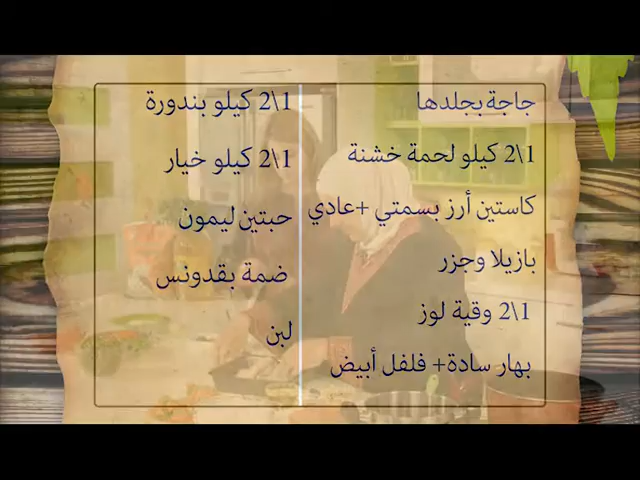 جاجة بجلدها
1\2 كيلو لحمة خشنة
كاستين أرز بسمتي +عادي
بازيلا وجزر
1\2 وقية لوز
بهار سادة+ فلفل أبيض
1\2 كيلو بندورة
1\2 كيلو خيار
حبتين ليمون
ضمة بقدونس
لبن